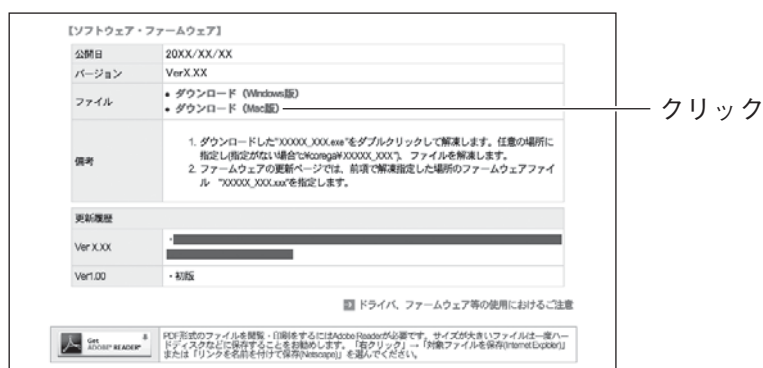 【ソフトウェア・ファームウェア】
公開日 20XX/XX/XX
バージョン VerX.XX
ファイル
• ダウンロード (Windows版)
• ダウンロード (Mac版)
クリック
備考
1. ダウンロードした"XXXXX_XXX.exe"をダブルクリックして解凍します。任意の場所に
指定し(指定がない場合"c:¥corega¥XXXXX_XXX")、ファイルを解凍します。
2. ファームウェアの更新ページでは、前項で解凍指定した場所のファームウェアファイ
ル "XXXXX_XXX.xxx"を指定します。
更新履歴
Ver X.XX ・
Ver1.00 ・初版
ドライバ、ファームウェア等の使用におけるご注意
Get
ADOBE® READER®
PDF形式のファイルを閲覧・印刷をするにはAdobe Readerが必要です。サイズが大きいファイルは一度ハー
ドディスクなどに保存することをお勧めします。「右クリック」→「対象ファイルを保存(Internet Explorer)」
または「リンクを名前を付けて保存(Netscape)」を選んでください。